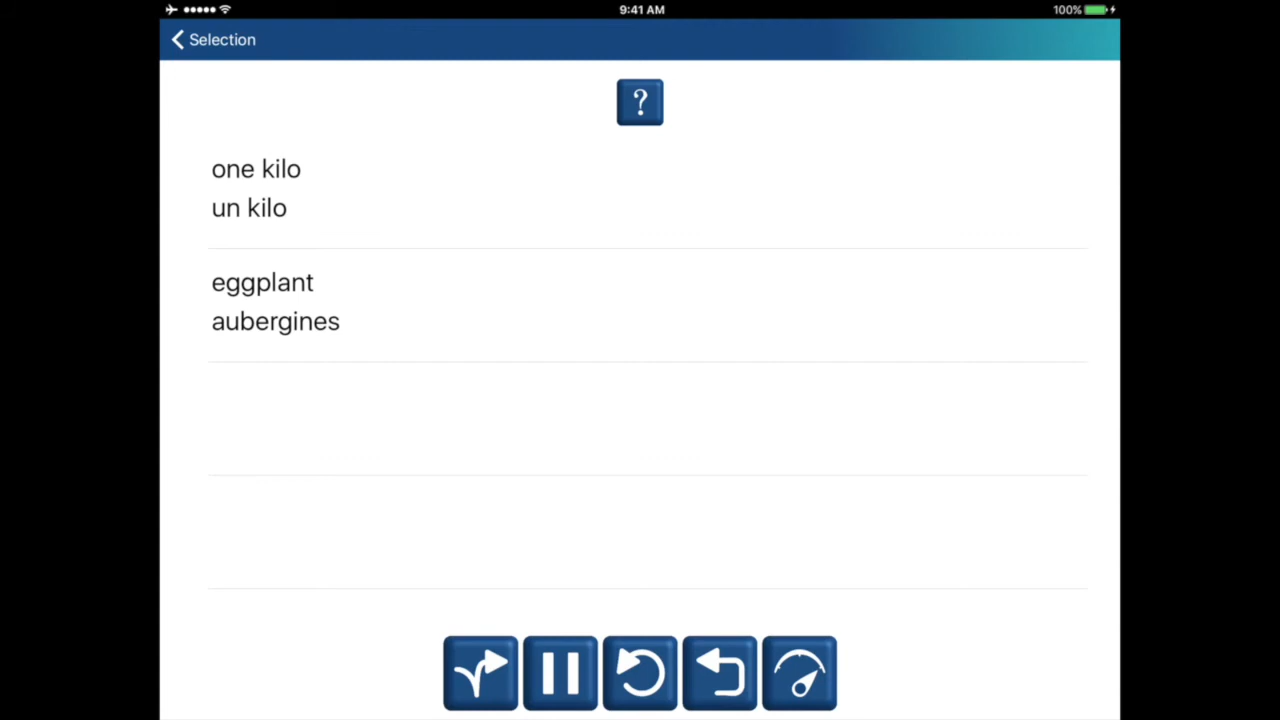 9:41 AM
100%
Selection
?
one kilo
un kilo
eggplant
aubergines